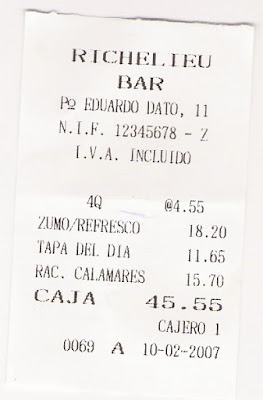 RICHELIEU
BAR
Pº EDUARDO DATO, 11
N.I.F. 12345678 - Z
I.V.A. INCLUIDO
4Q @4.55
ZUMO/REFRESCO 18.20
TAPA DEL DIA 11.65
RAC. CALAMARES 15.70
CAJA 45.55
CAJERO 1
0069 A 10-02-2007